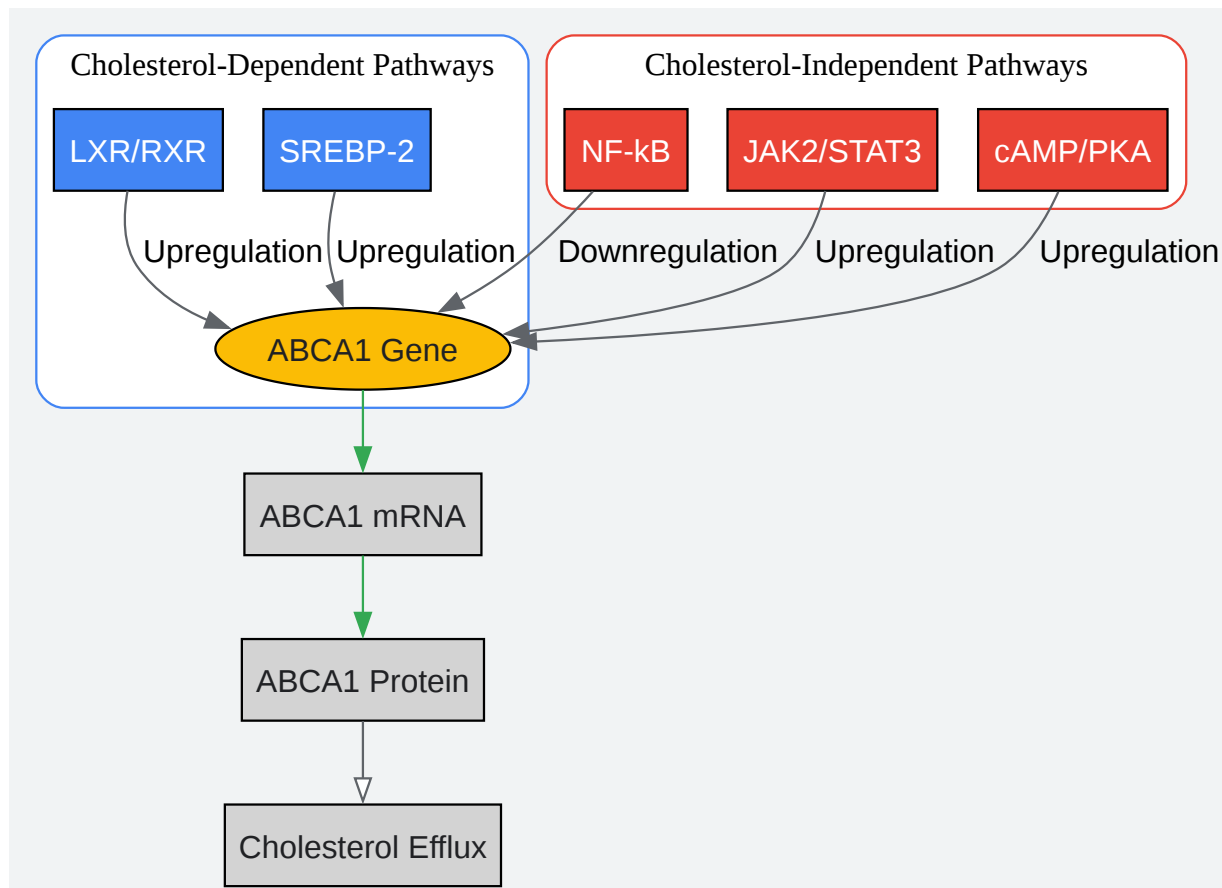 Cholesterol-Dependent Pathways
Cholesterol-Independent Pathways
LXR/RXR
SREBP-2
NF-kB
JAK2/STAT3
cAMP/PKA
Upregulation
Upregulation
Downregulation
Upregulation
Upregulation
ABCA1 Gene
ABCA1 mRNA
ABCA1 Protein
Cholesterol Efflux